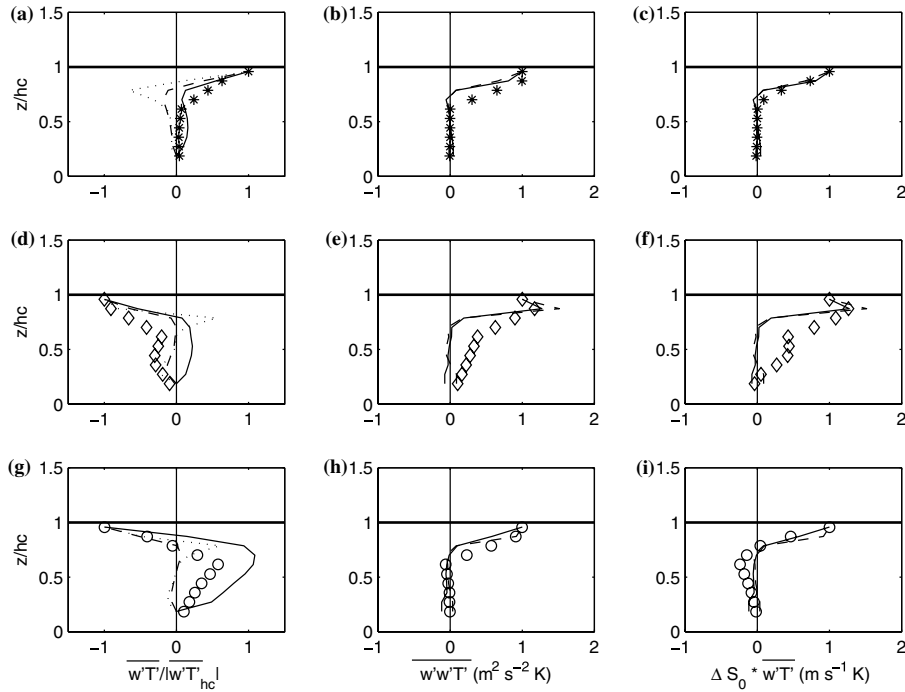 (a) (b) (c)
1.5 1.5 1.5
1 1 1
z/hc
0.5 0.5 0.5
0 0 0
−1 0 1 −1 0 1 2 −1 0 1 2
(d) (e) (f)
1.5 1.5 1.5
1 1 1
z/hc
0.5 0.5 0.5
0 0 0
−1 0 1 −1 0 1 2 −1 0 1 2
(g) (h) (i)
1.5 1.5 1.5
1 1 1
z/hc
0.5 0.5 0.5
0 0 0
−1 0 1 −1 0 1 2 −1 0 1 2
w'T'/|w'T'hc| w'w'T' (m² s⁻² K) Δ S₀ * w'T' (m s⁻¹ K)